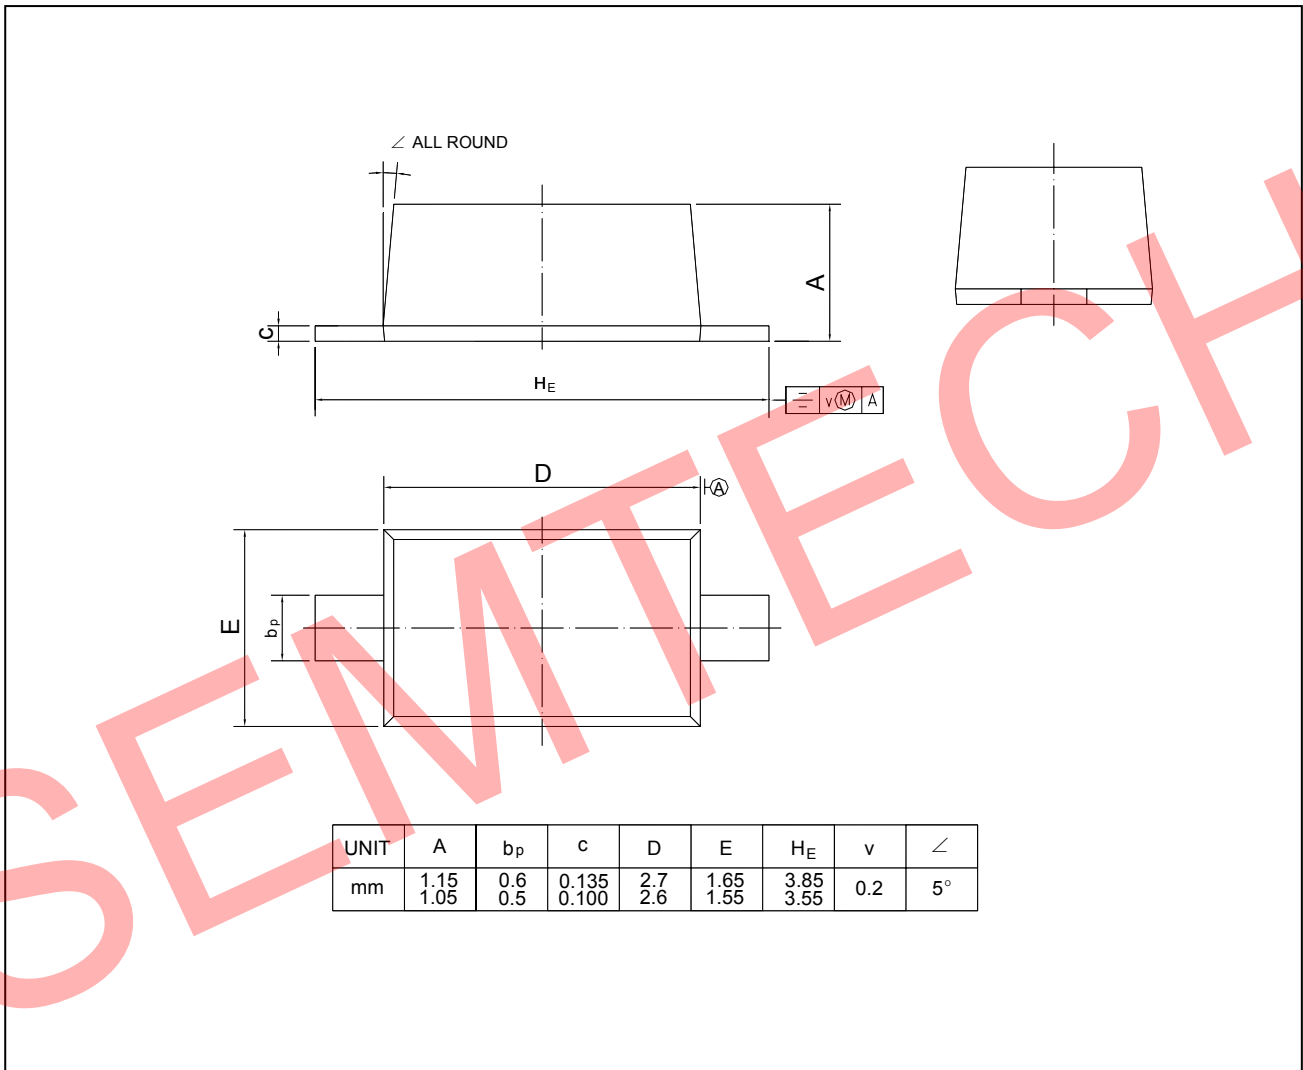 ∠ ALL ROUND
A
c
HE
v Ⓜ A
D
Ⓐ
E
bp
SEMTECH
UNIT A bp c D E HE v ∠
mm 1.15 0.6 0.135 2.7 1.65 3.85 0.2 5°
1.05 0.5 0.100 2.6 1.55 3.55